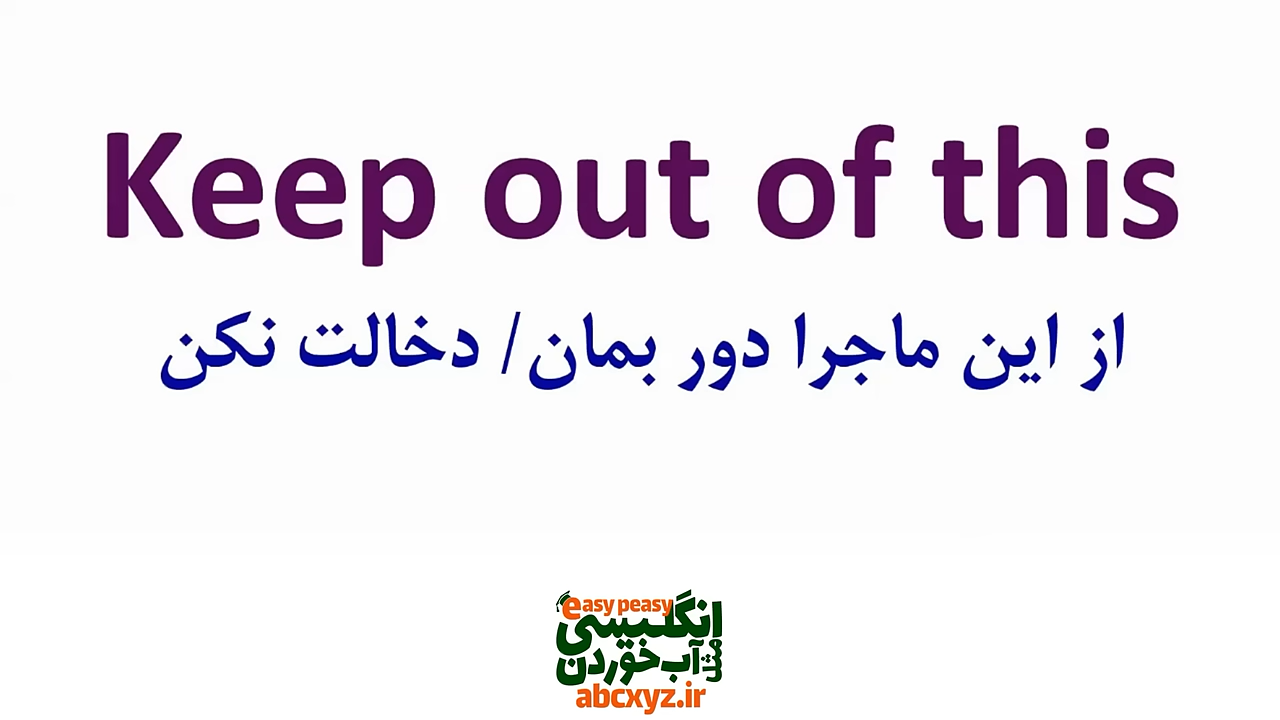 Keep out of this
از این ماجرا دور بمان/ دخالت نکن
easy peasy
انگلیسی
مثل آب خوردن
abcxyz.ir